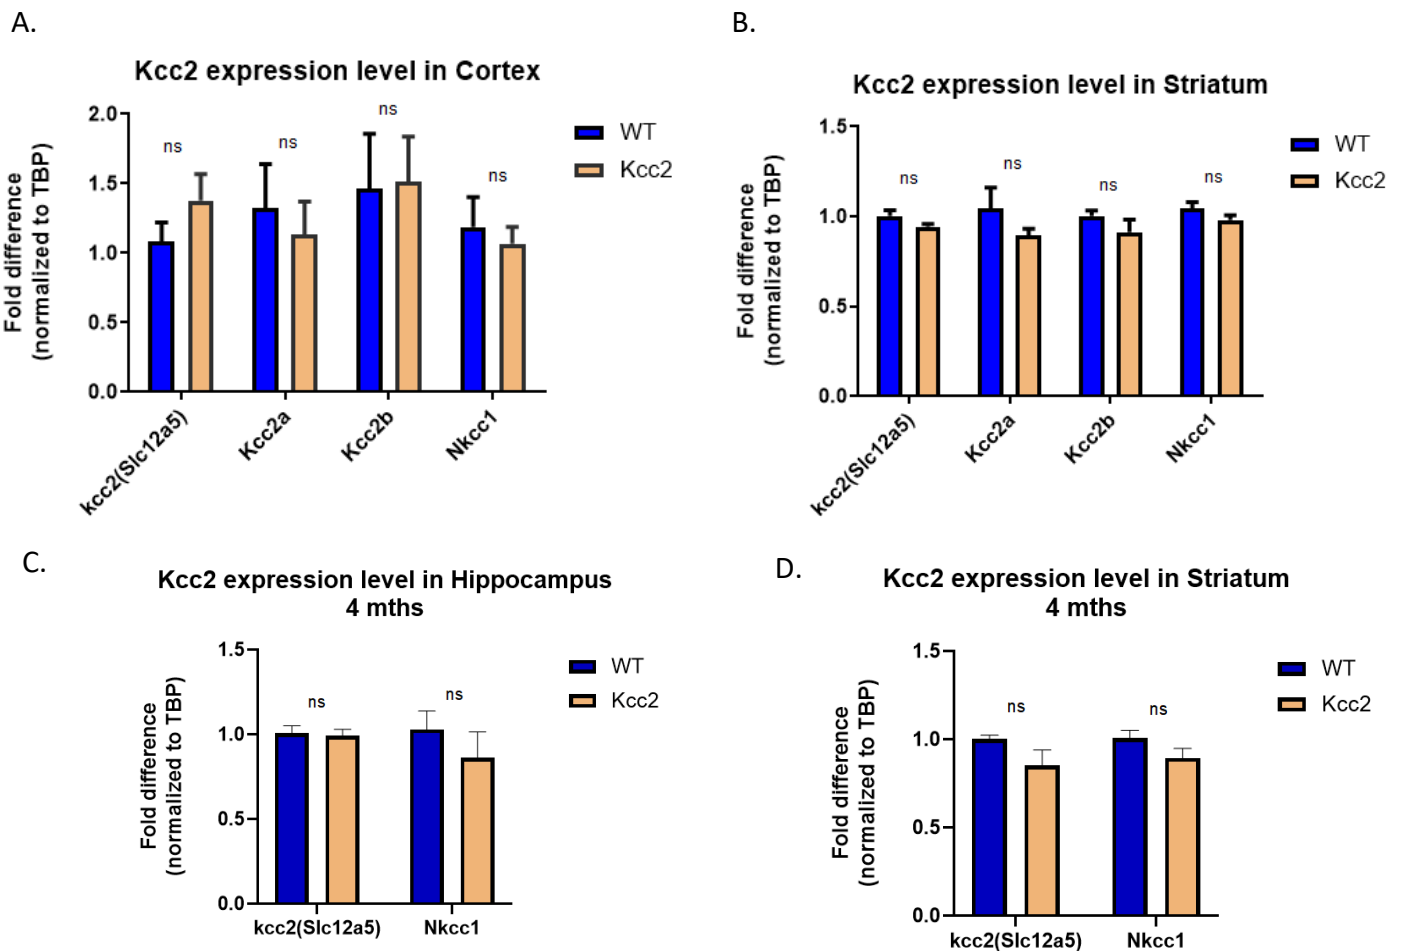 A.
Kcc2 expression level in Cortex
Fold difference
(normalized to TBP)
2.0
1.5
1.0
0.5
0.0
ns
ns
ns
ns
WT
Kcc2
kcc2(Slc12a5)
Kcc2a
Kcc2b
Nkcc1
B.
Kcc2 expression level in Striatum
Fold difference
(normalized to TBP)
1.5
1.0
0.5
0.0
ns
ns
ns
ns
WT
Kcc2
kcc2(Slc12a5)
Kcc2a
Kcc2b
Nkcc1
C.
Kcc2 expression level in Hippocampus
4 mths
Fold difference
(normalized to TBP)
1.5
1.0
0.5
0.0
ns
ns
WT
Kcc2
kcc2(Slc12a5)
Nkcc1
D.
Kcc2 expression level in Striatum
4 mths
Fold difference
(normalized to TBP)
1.5
1.0
0.5
0.0
ns
ns
WT
Kcc2
kcc2(Slc12a5)
Nkcc1